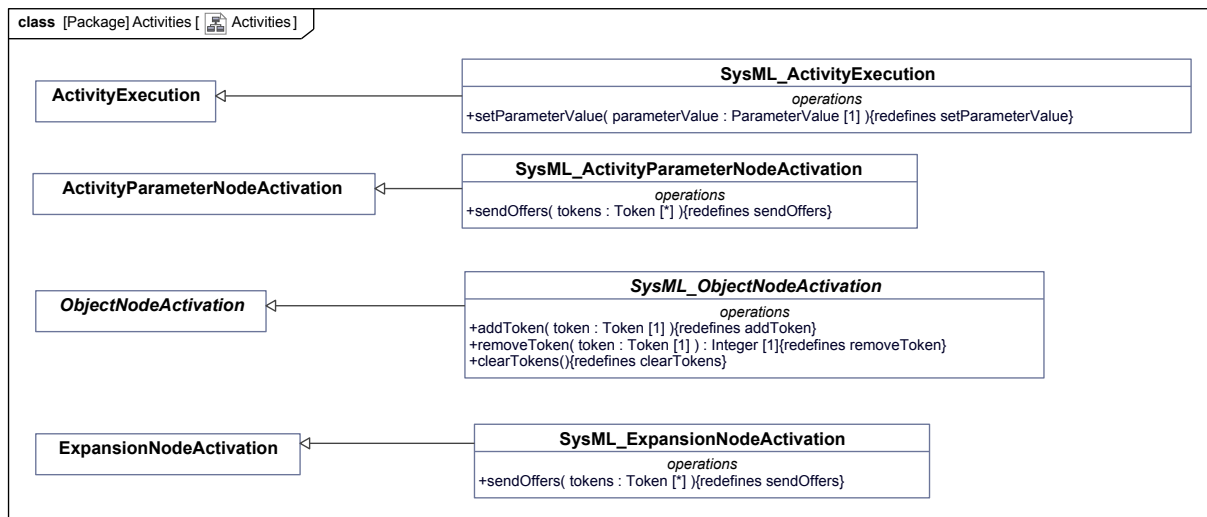 class [Package] Activities [ Activities ]
ActivityExecution
SysML_ActivityExecution
operations
+setParameterValue( parameterValue : ParameterValue [1] ){redefines setParameterValue}
ActivityParameterNodeActivation
SysML_ActivityParameterNodeActivation
operations
+sendOffers( tokens : Token [*] ){redefines sendOffers}
ObjectNodeActivation
SysML_ObjectNodeActivation
operations
+addToken( token : Token [1] ){redefines addToken}
+removeToken( token : Token [1] ) : Integer [1]{redefines removeToken}
+clearTokens(){redefines clearTokens}
ExpansionNodeActivation
SysML_ExpansionNodeActivation
operations
+sendOffers( tokens : Token [*] ){redefines sendOffers}